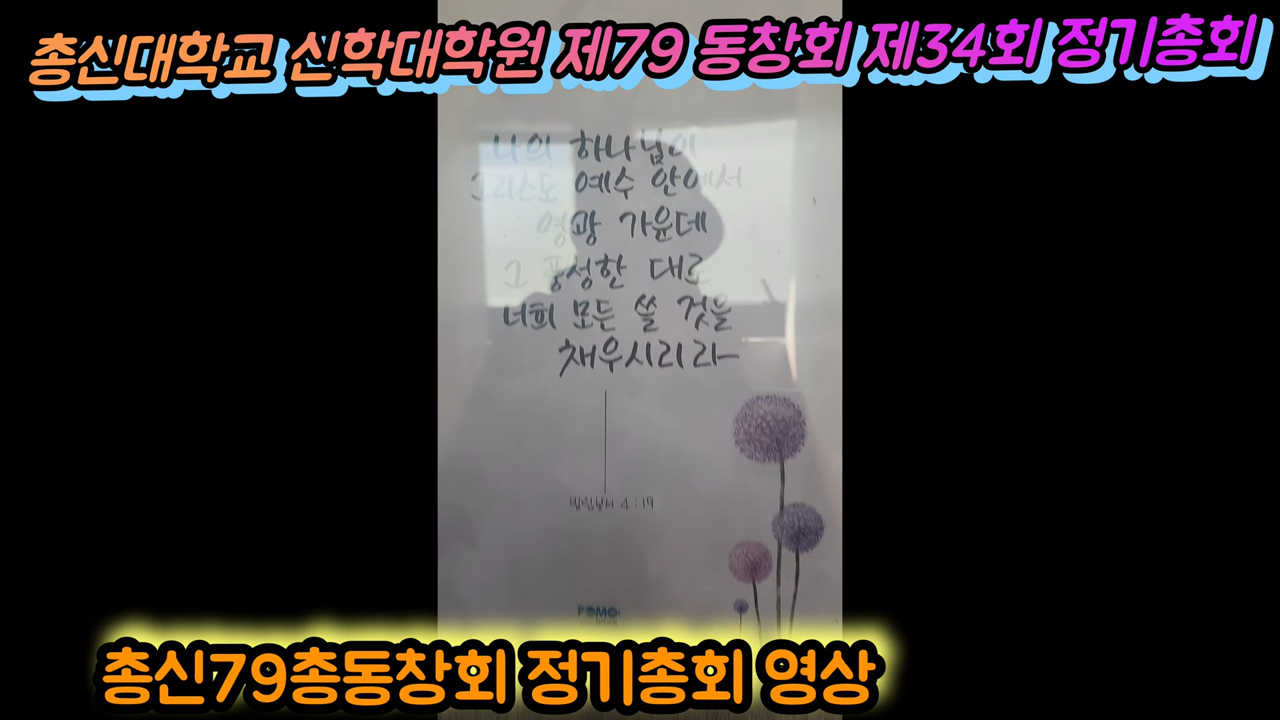 총신대학교 신학대학원 제79 동창회 제34회 정기총회
나의 하나님이
그리스도 예수 안에서
영광 가운데
그 풍성한 대로
너희 모든 쓸 것을
채우시리라
빌립보서 4:19
POMO
총신79총동창회 정기총회 영상